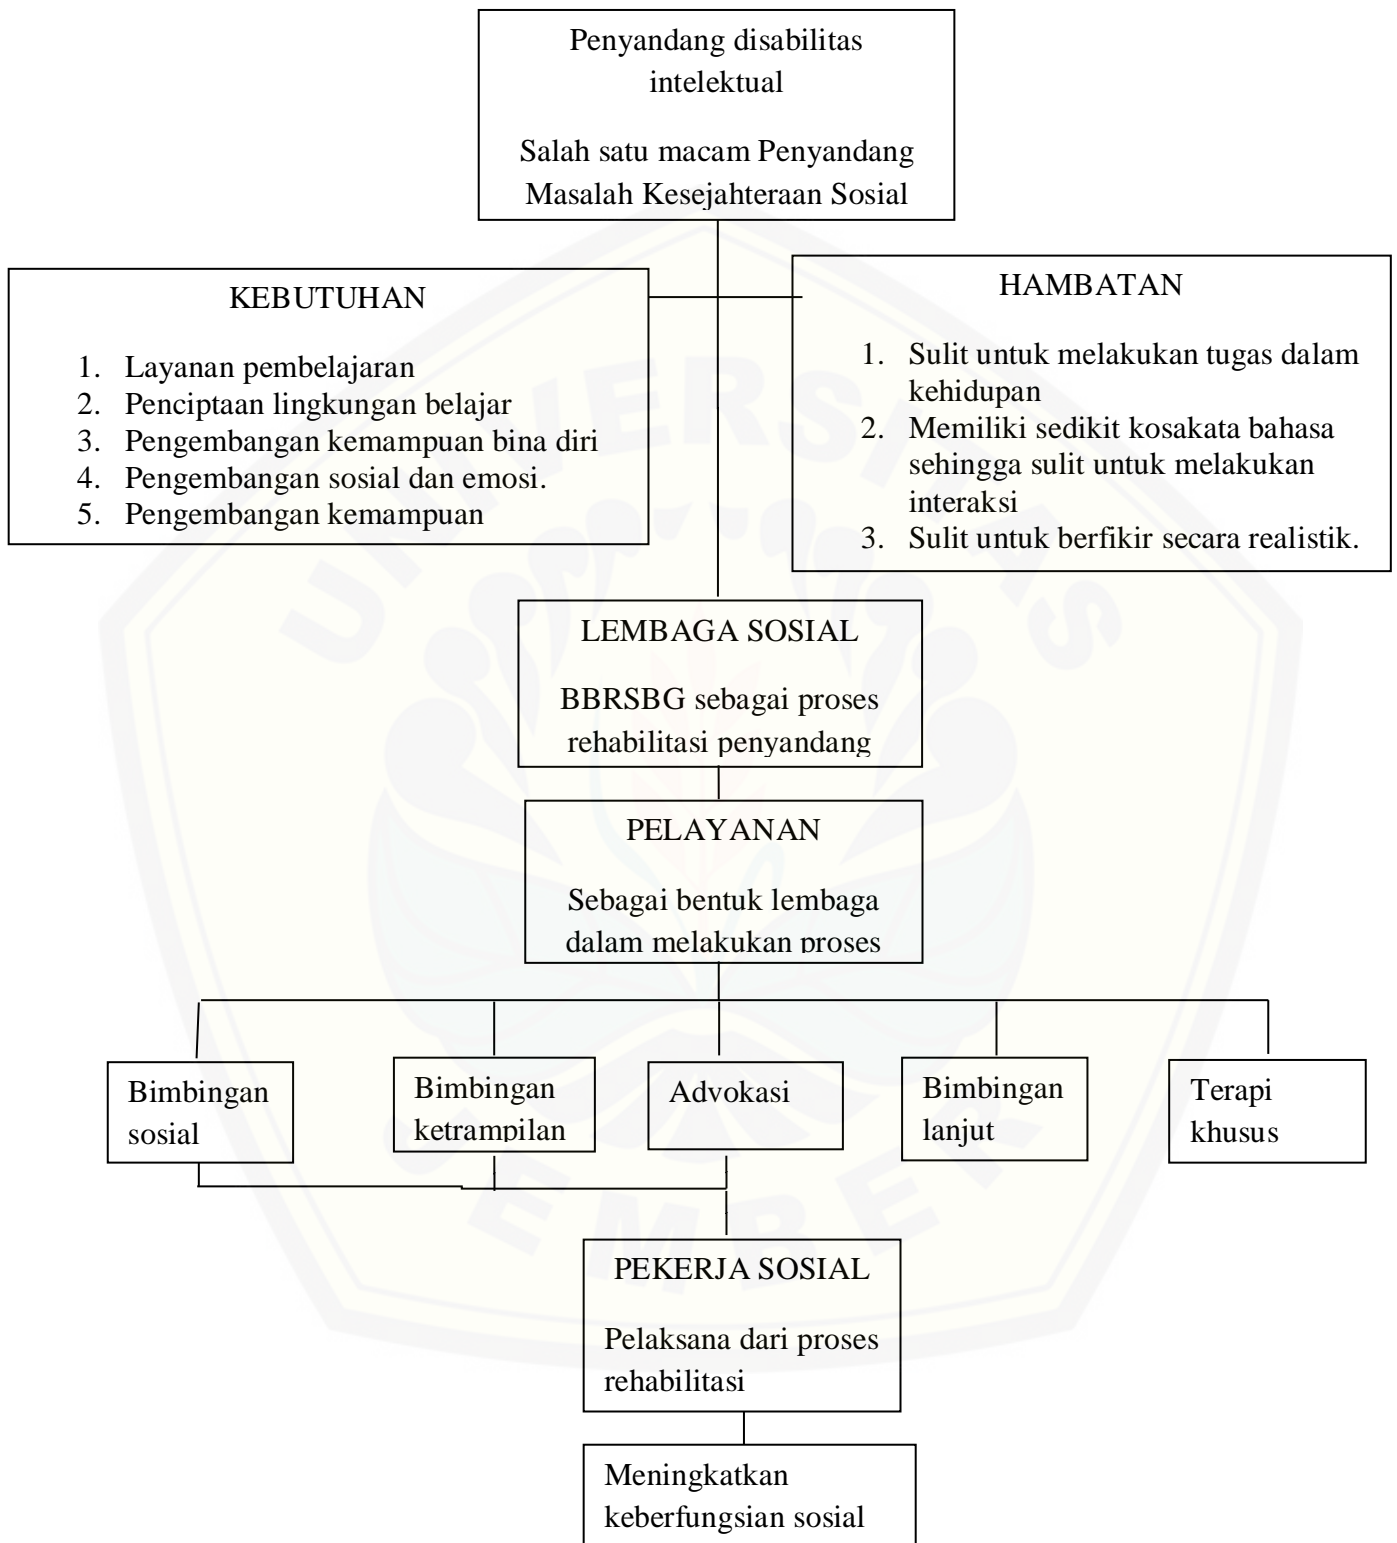 Penyandang disabilitas
intelektual
Salah satu macam Penyandang
Masalah Kesejahteraan Sosial
KEBUTUHAN
1. Layanan pembelajaran
2. Penciptaan lingkungan belajar
3. Pengembangan kemampuan bina diri
4. Pengembangan sosial dan emosi.
5. Pengembangan kemampuan
HAMBATAN
1. Sulit untuk melakukan tugas dalam
kehidupan
2. Memiliki sedikit kosakata bahasa
sehingga sulit untuk melakukan
interaksi
3. Sulit untuk berfikir secara realistik.
LEMBAGA SOSIAL
BBRSBG sebagai proses
rehabilitasi penyandang
PELAYANAN
Sebagai bentuk lembaga
dalam melakukan proses
Bimbingan
sosial
Bimbingan
ketrampilan
Advokasi
Bimbingan
lanjut
Terapi
khusus
PEKERJA SOSIAL
Pelaksana dari proses
rehabilitasi
Meningkatkan
keberfungsian sosial
UNIVERSITAS
JEMBER